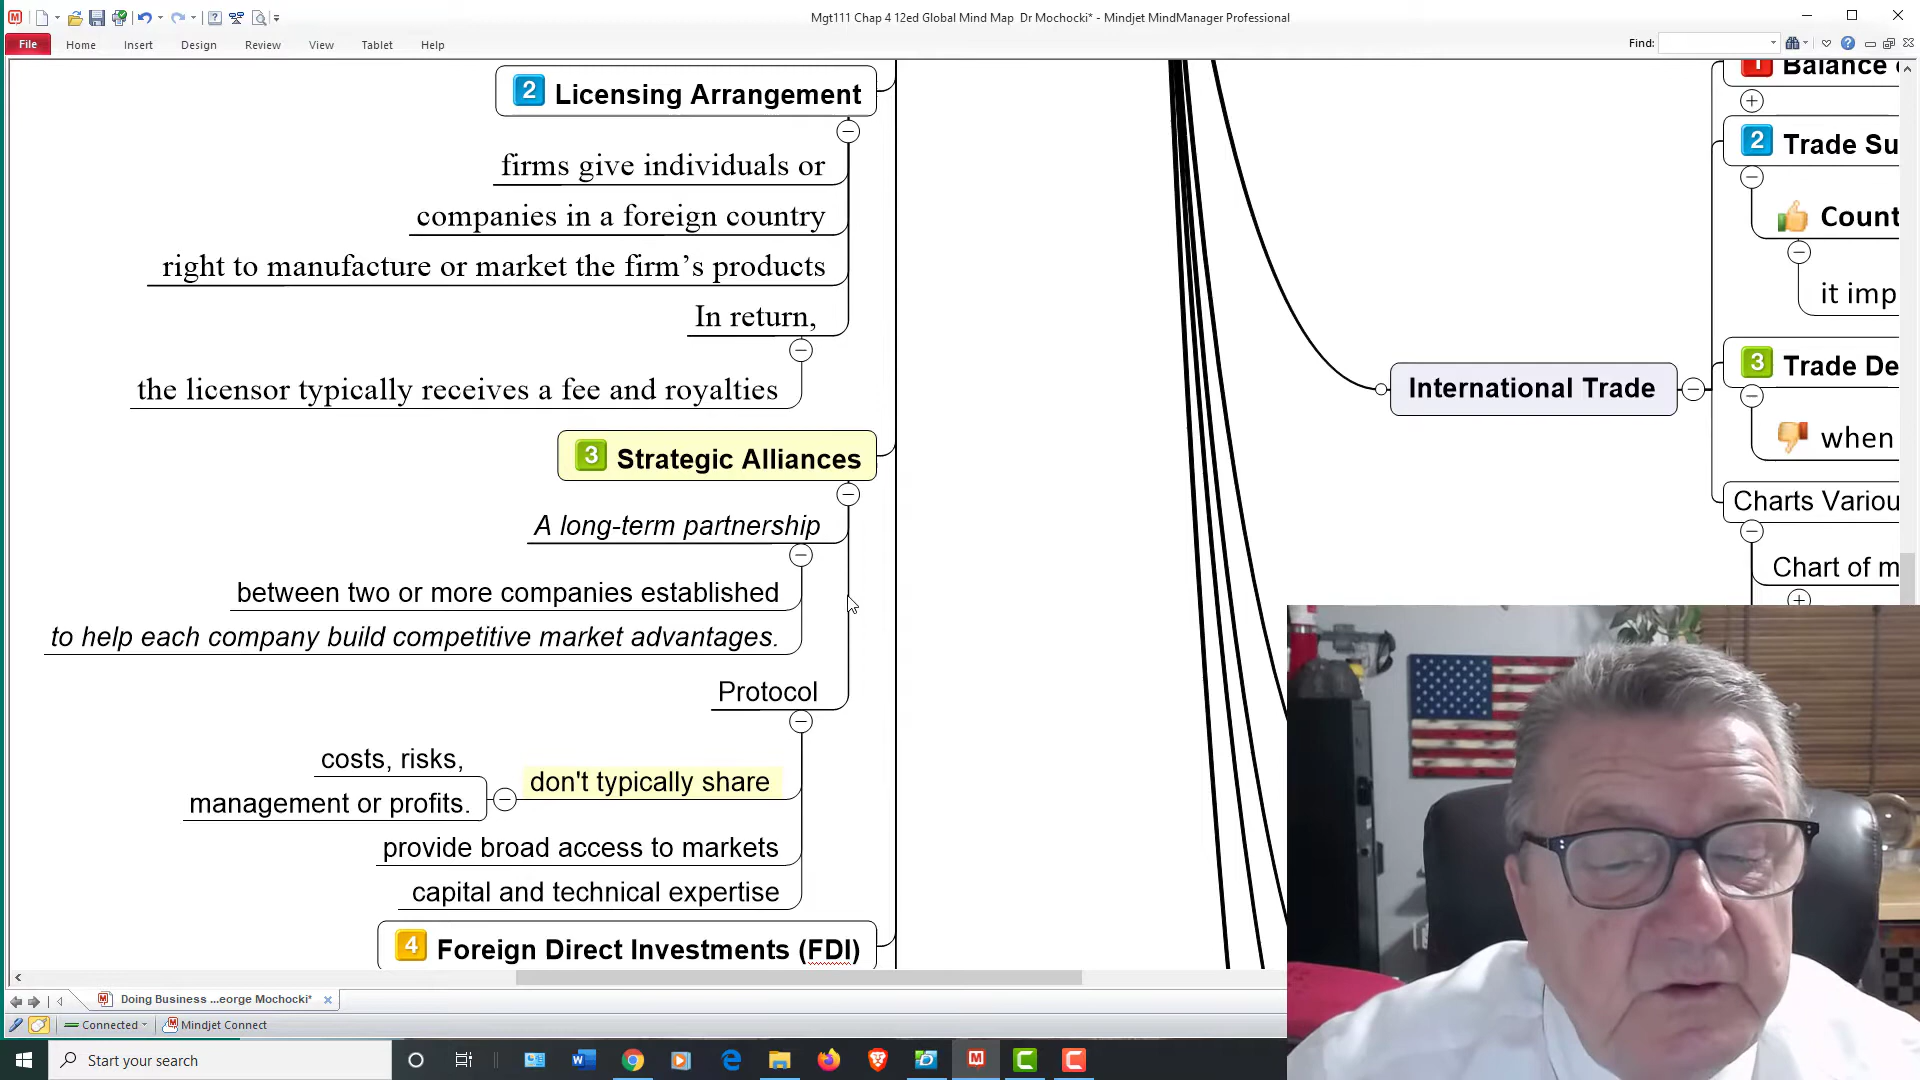 Mgt111 Chap 4 12ed Global Mind Map  Dr Mochocki* - Mindjet MindManager Professional
File
Home
Insert
Design
Review
View
Tablet
Help
Find:
2 Licensing Arrangement
firms give individuals or
companies in a foreign country
right to manufacture or market the firm’s products
In return,
the licensor typically receives a fee and royalties
3 Strategic Alliances
A long-term partnership
between two or more companies established
to help each company build competitive market advantages.
Protocol
don't typically share
costs, risks,
management or profits.
provide broad access to markets
capital and technical expertise
4 Foreign Direct Investments (FDI)
International Trade
1 Balance
2 Trade Su
Count
it imp
3 Trade De
when
Charts Variou
Chart of m
Doing Business ...eorge Mochocki*
Connected
Mindjet Connect
Start your search